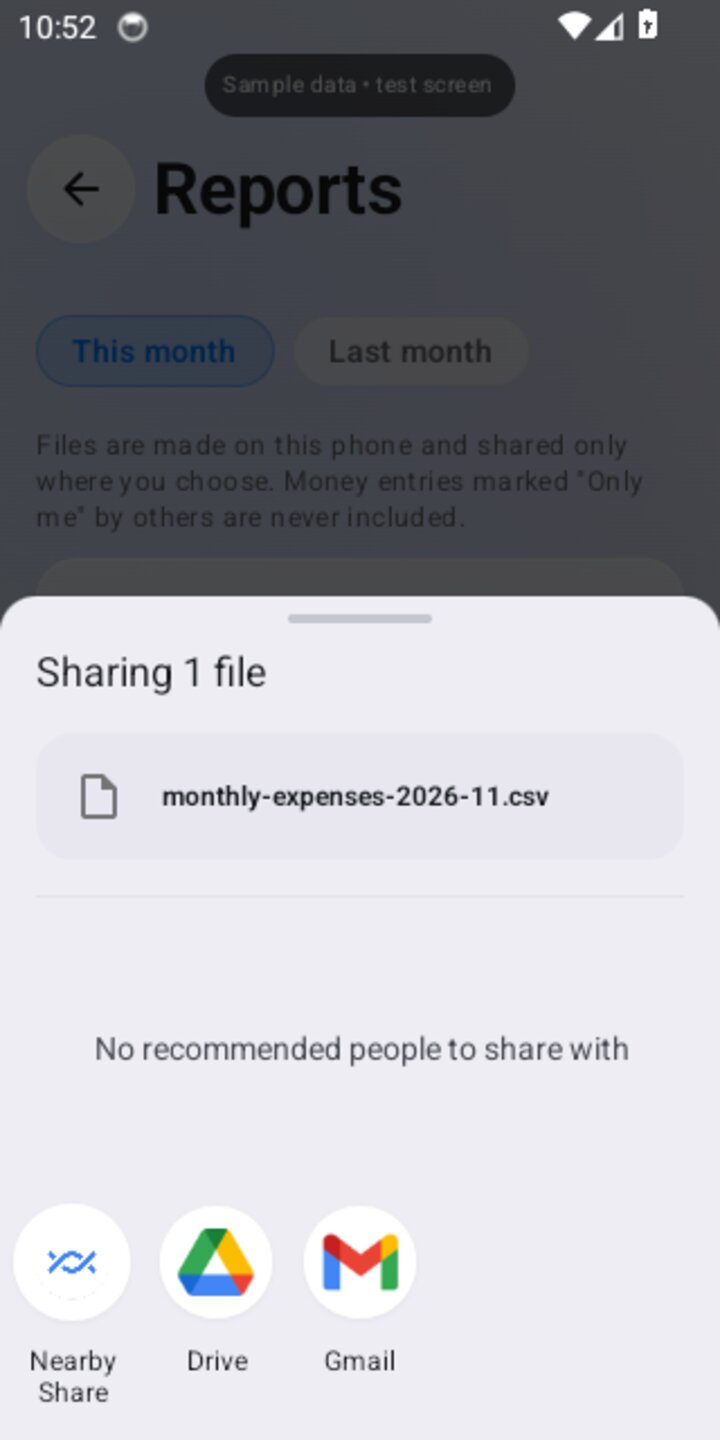 10:52
Sample data • test screen
Reports
This month
Last month
Files are made on this phone and shared only
where you choose. Money entries marked "Only
me" by others are never included.
Sharing 1 file
monthly-expenses-2026-11.csv
No recommended people to share with
Nearby
Share
Drive
Gmail